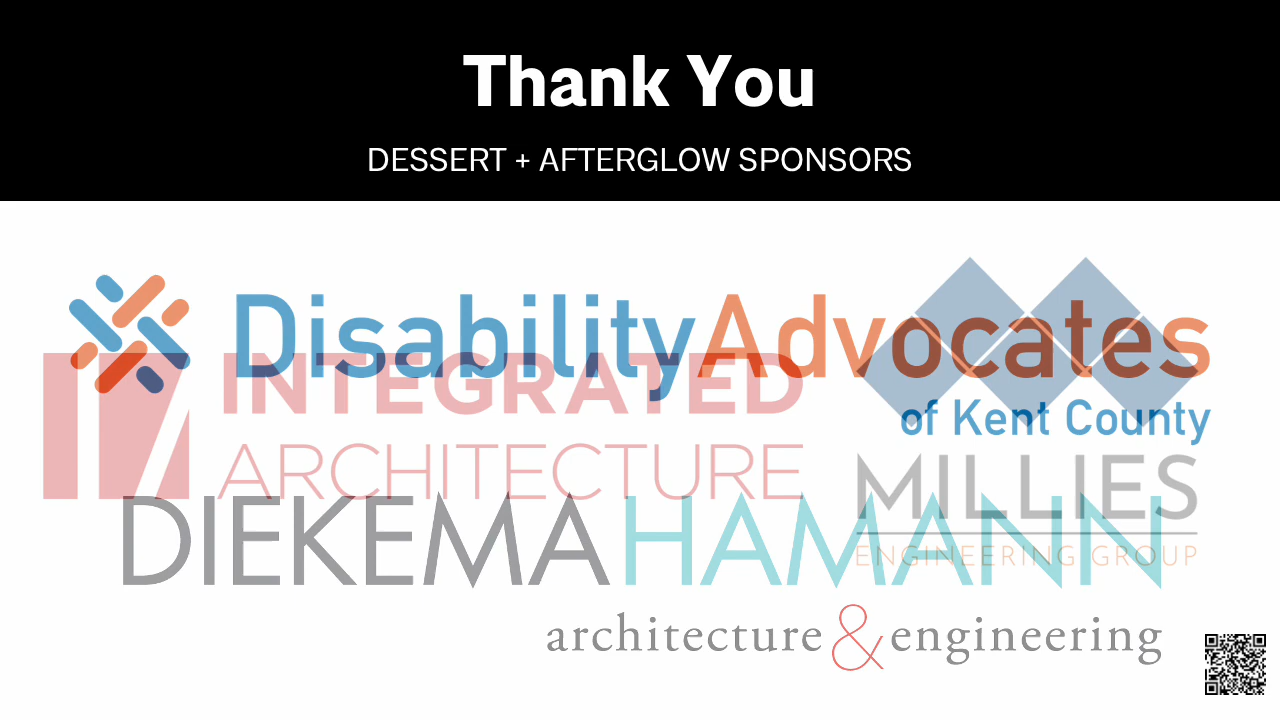 Thank You
DESSERT + AFTERGLOW SPONSORS
DisabilityAdvocates
of Kent County
INTEGRATED
ARCHITECTURE
MILLIES
ENGINEERING GROUP
DIEKEMAHAMANN
architecture & engineering